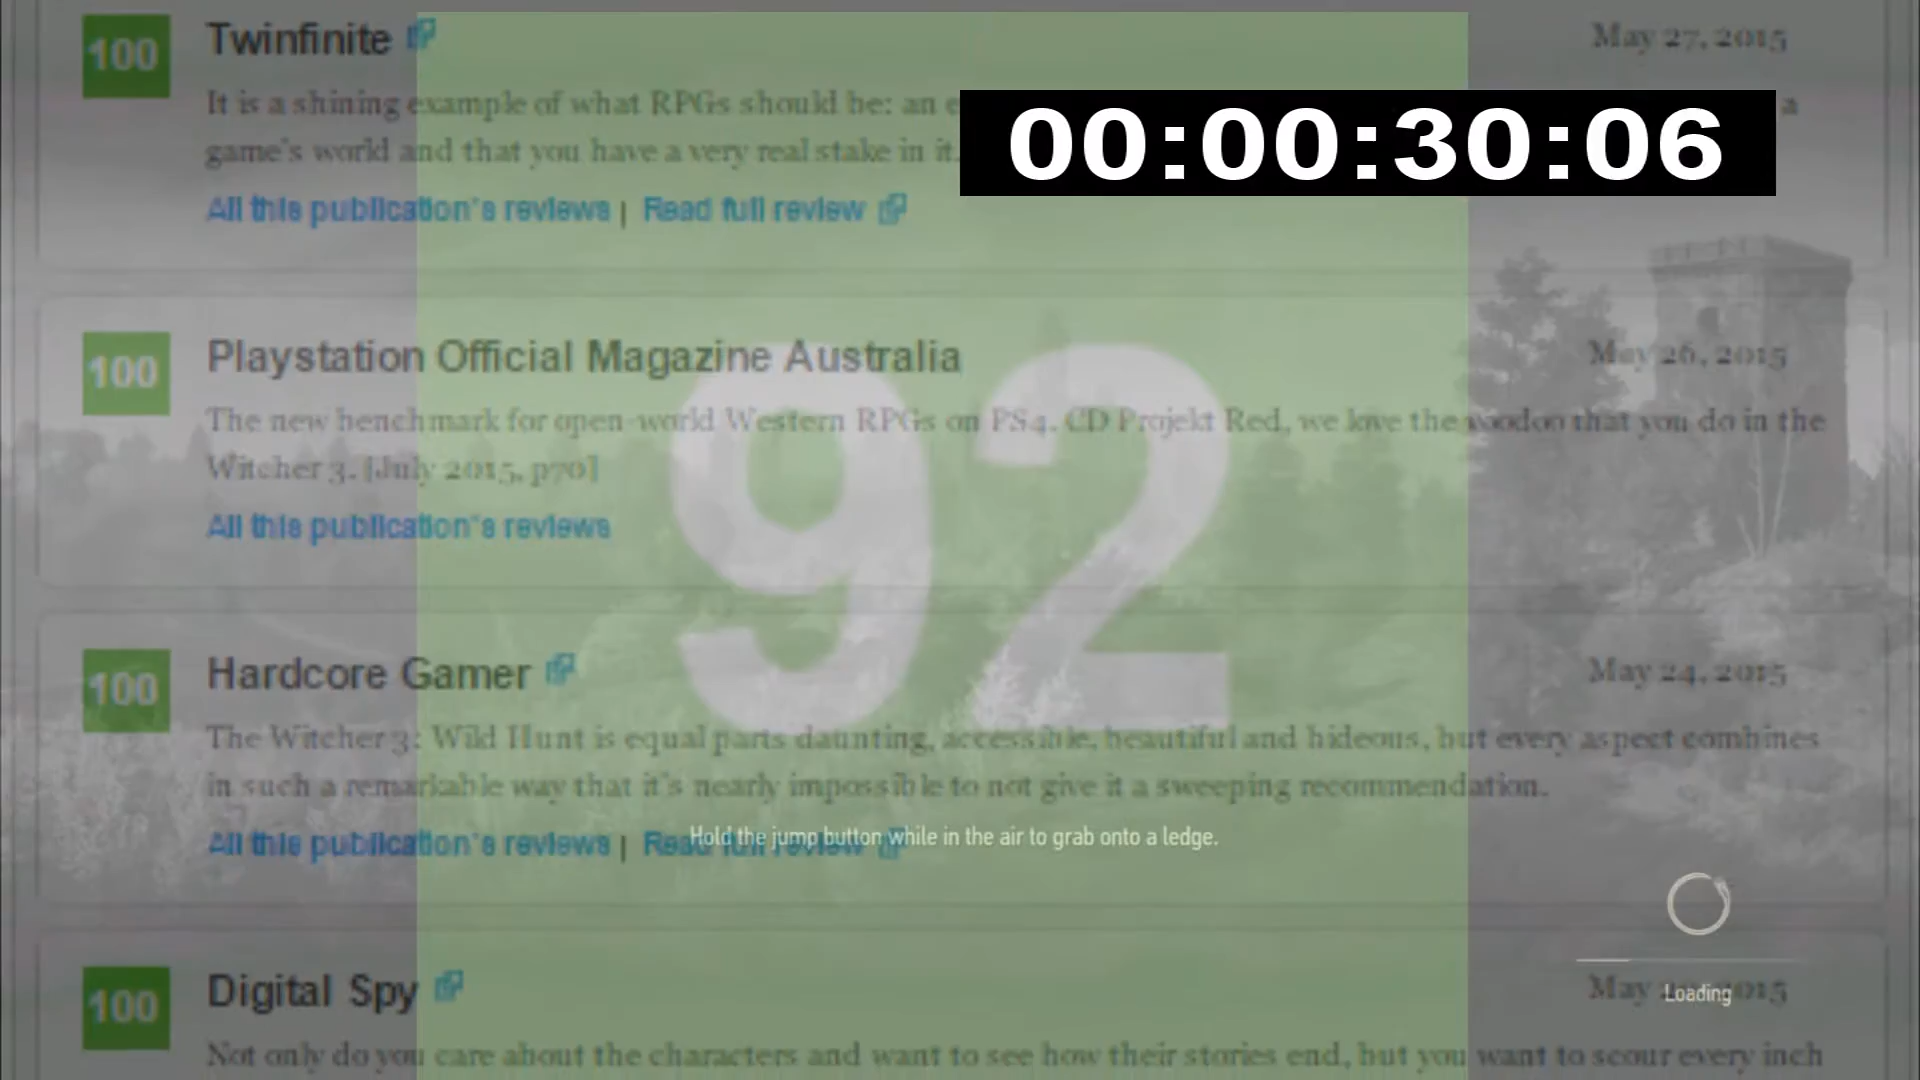 100 Twinfinite May 27, 2015
It is a shining example of what RPGs should be: an a
00:00:30:06
game's world and that you have a very real stake in it.
All this publication's reviews | Read full review
100 Playstation Official Magazine Australia May 26, 2015
The new benchmark for open-world Western RPGs on PS4. CD Projekt Red, we love the voodoo that you do in the
Witcher 3. [July 2015, p70]
All this publication's reviews
92
100 Hardcore Gamer May 24, 2015
The Witcher 3: Wild Hunt is equal parts daunting, accessible, beautiful and hideous, but every aspect combines
in such a remarkable way that it's nearly impossible to not give it a sweeping recommendation.
All this publication's reviews | Read full review
Hold the jump button while in the air to grab onto a ledge.
100 Digital Spy May 2015
Loading
Not only do you care about the characters and want to see how their stories end, but you want to scour every inch